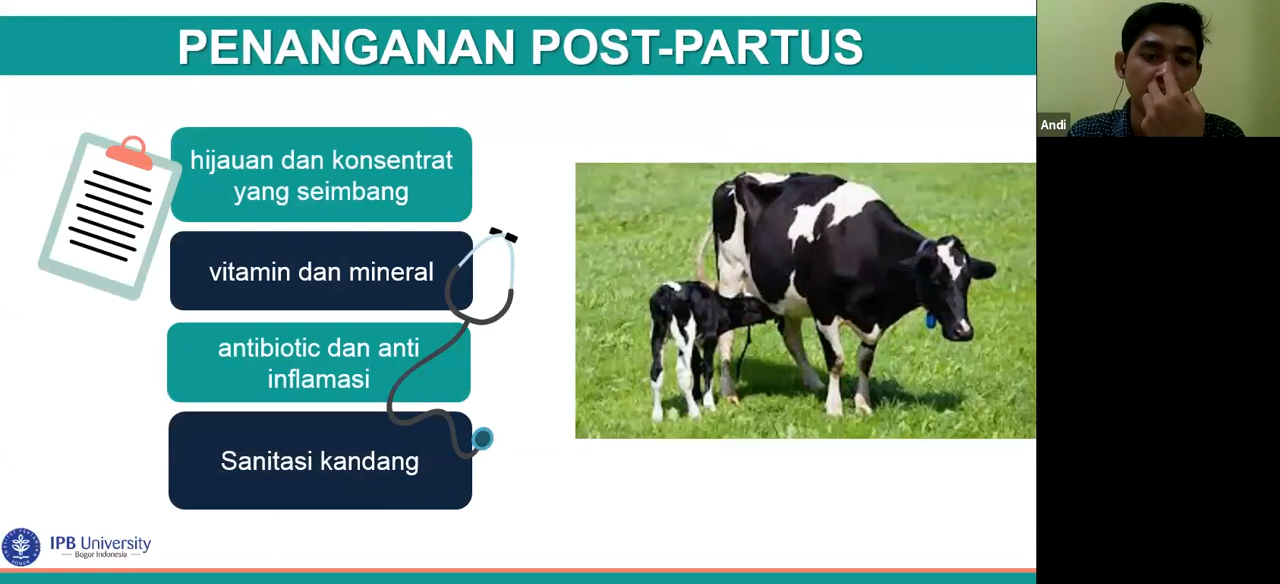 PENANGANAN POST-PARTUS
Andi
hijauan dan konsentrat
yang seimbang
vitamin dan mineral
antibiotic dan anti
inflamasi
Sanitasi kandang
IPB University
Bogor Indonesia